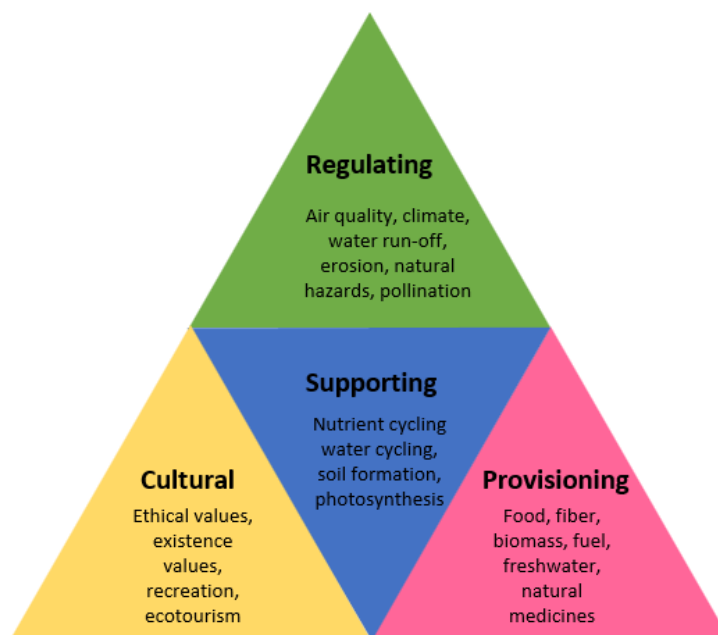 Regulating
Air quality, climate,
water run-off,
erosion, natural
hazards, pollination
Supporting
Nutrient cycling
water cycling,
soil formation,
photosynthesis
Cultural
Ethical values,
existence
values,
recreation,
ecotourism
Provisioning
Food, fiber,
biomass, fuel,
freshwater,
natural
medicines